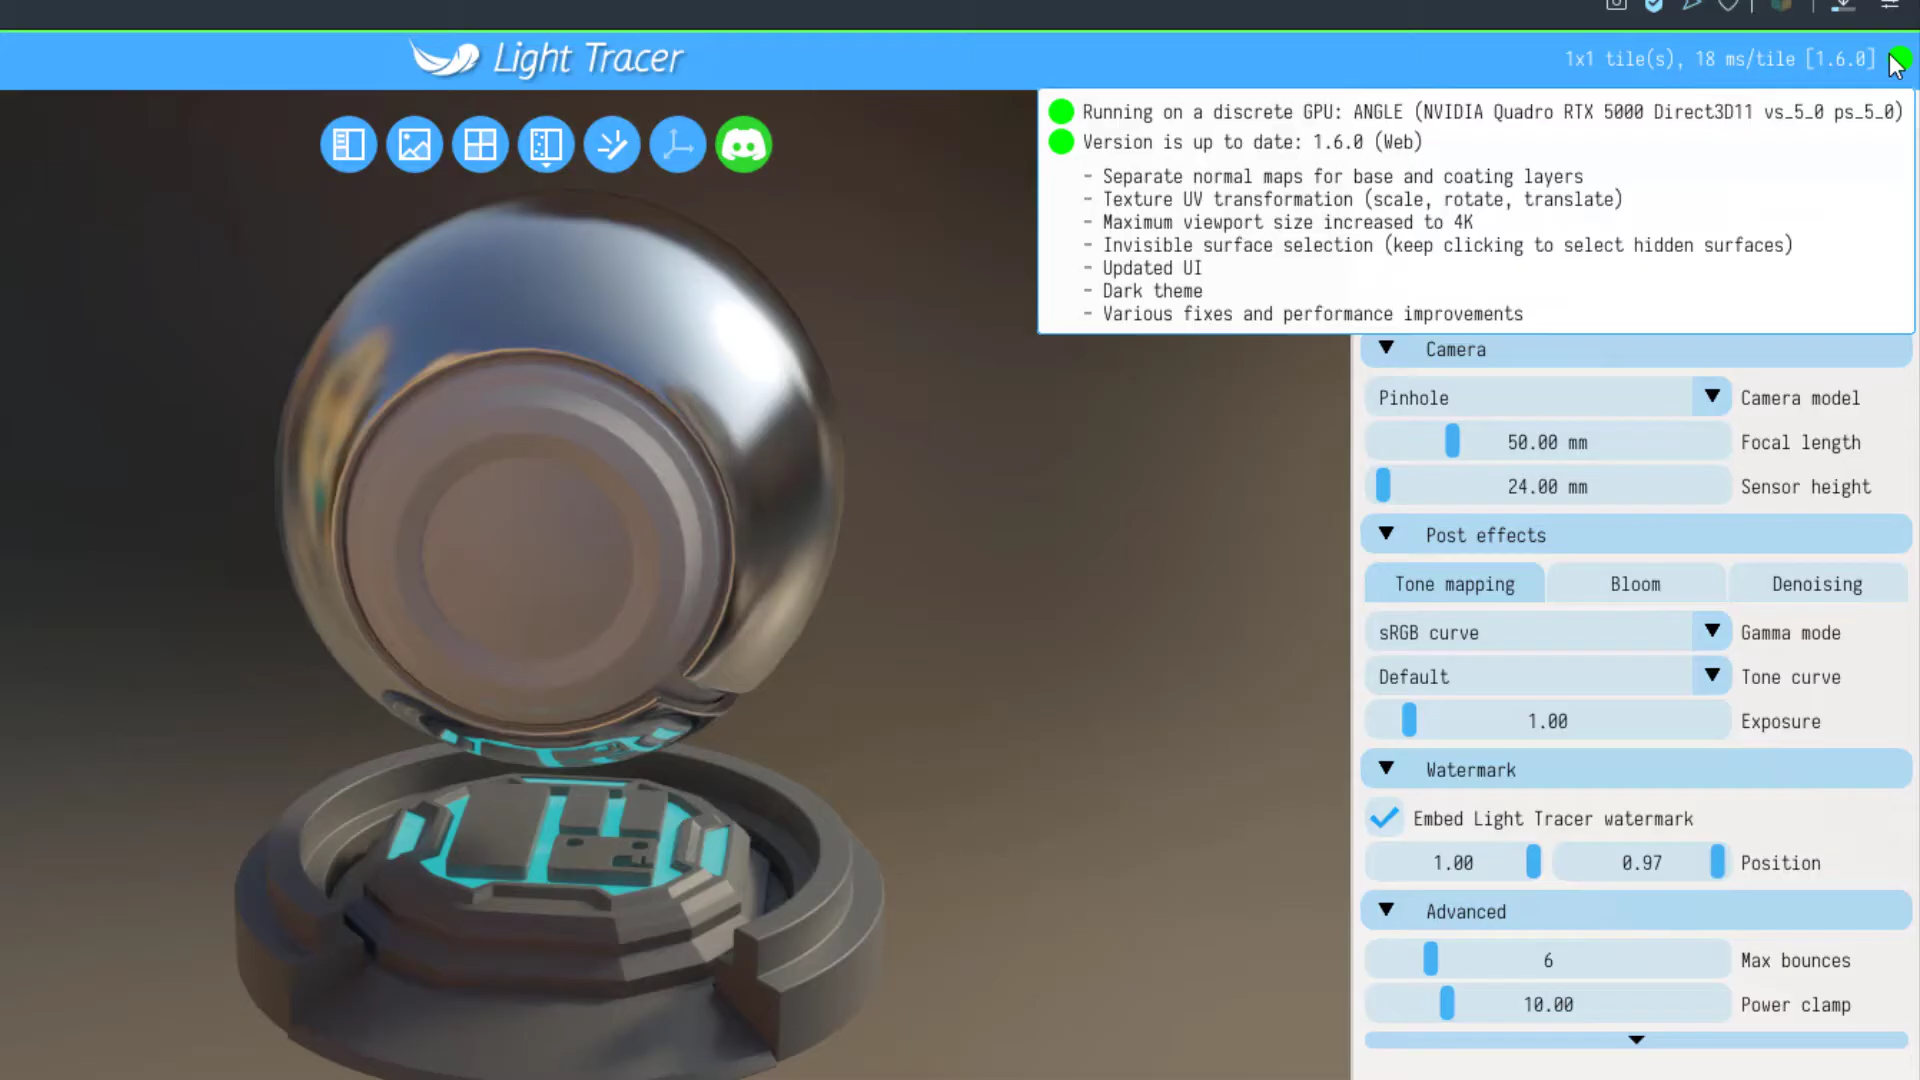 Light Tracer
1x1 tile(s), 18 ms/tile [1.6.0]
Running on a discrete GPU: ANGLE (NVIDIA Quadro RTX 5000 Direct3D11 vs_5_0 ps_5_0)
Version is up to date: 1.6.0 (Web)
- Separate normal maps for base and coating layers
- Texture UV transformation (scale, rotate, translate)
- Maximum viewport size increased to 4K
- Invisible surface selection (keep clicking to select hidden surfaces)
- Updated UI
- Dark theme
- Various fixes and performance improvements
Camera
Pinhole Camera model
50.00 mm Focal length
24.00 mm Sensor height
Post effects
Tone mapping Bloom Denoising
sRGB curve Gamma mode
Default Tone curve
1.00 Exposure
Watermark
Embed Light Tracer watermark
1.00 0.97 Position
Advanced
6 Max bounces
10.00 Power clamp